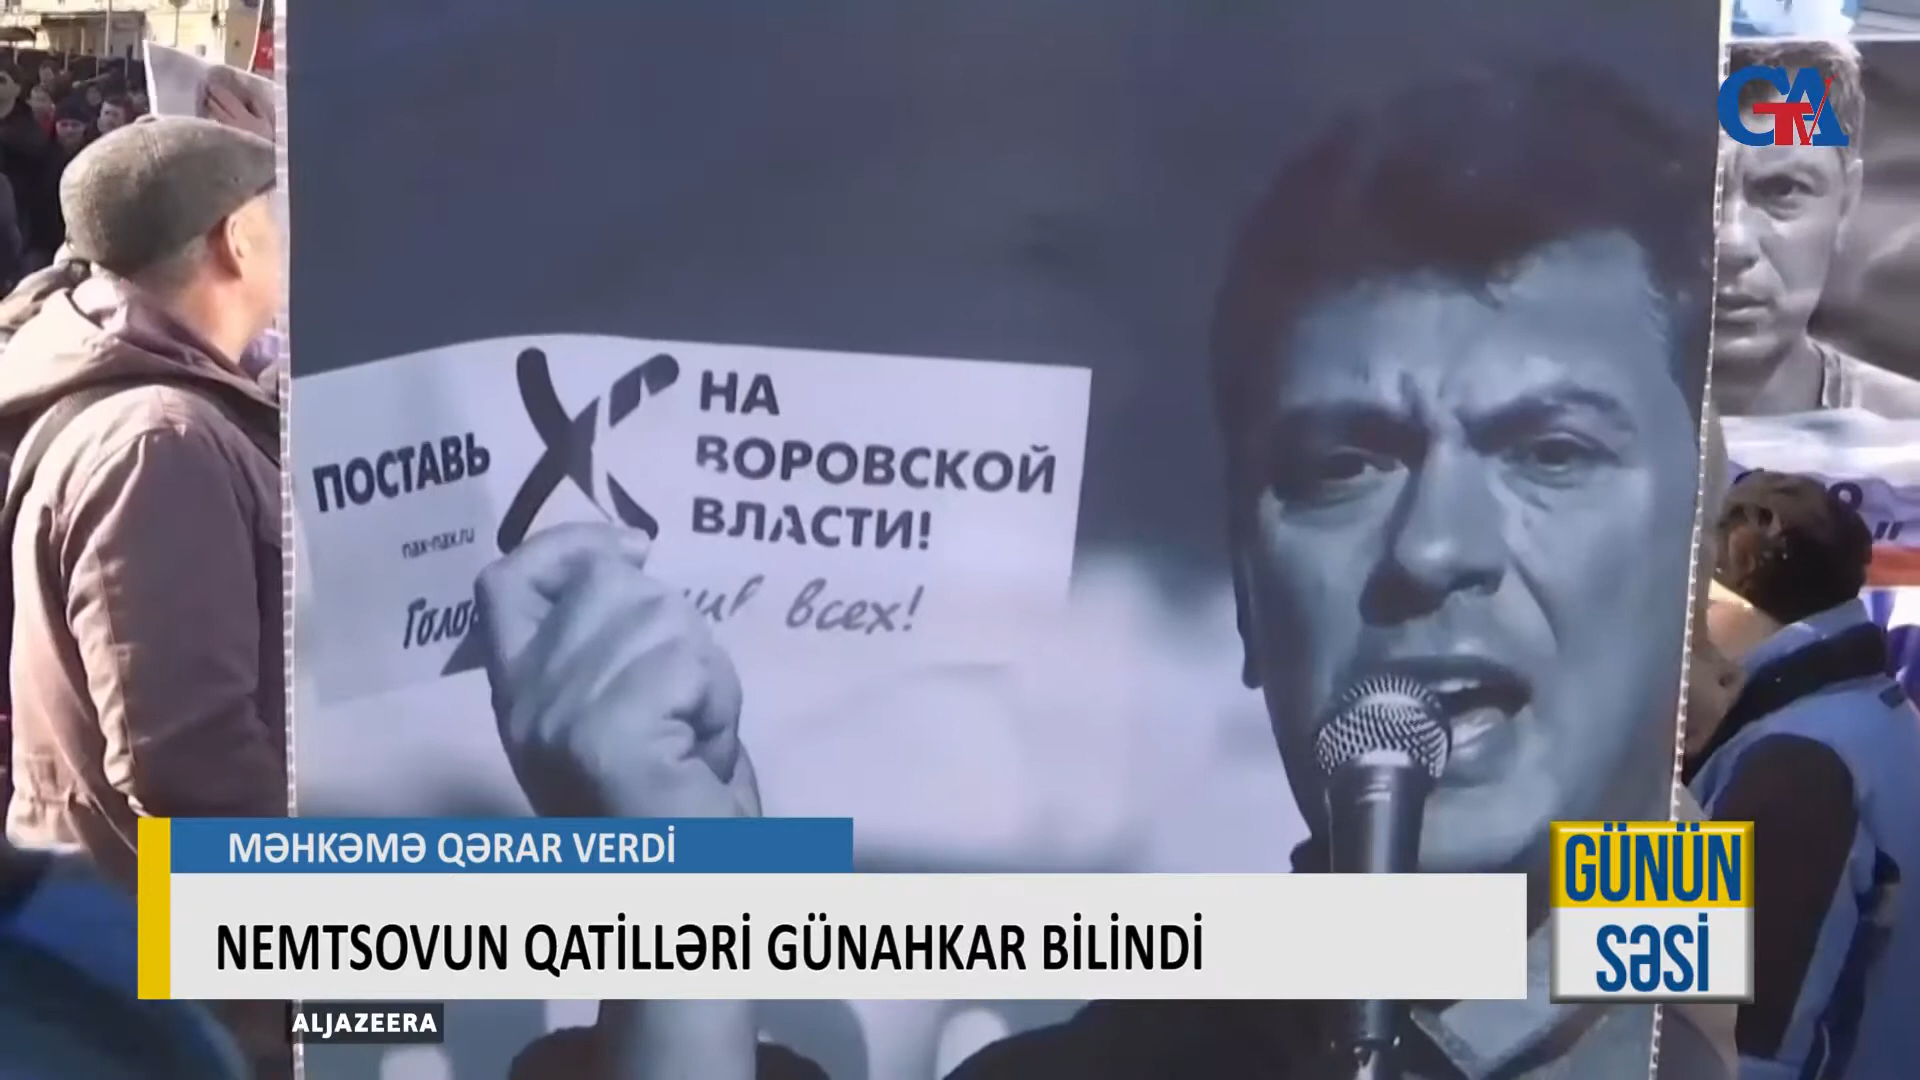 GATV
ПОСТАВЬ
НА
ВОРОВСКОЙ
ВЛАСТИ!
nax-nax.ru
всех!
MƏHKƏMƏ QƏRAR VERDİ
NEMTSOVUN QATİLLƏRİ GÜNAHKAR BİLİNDİ
GÜNÜN
SƏSİ
ALJAZEERA